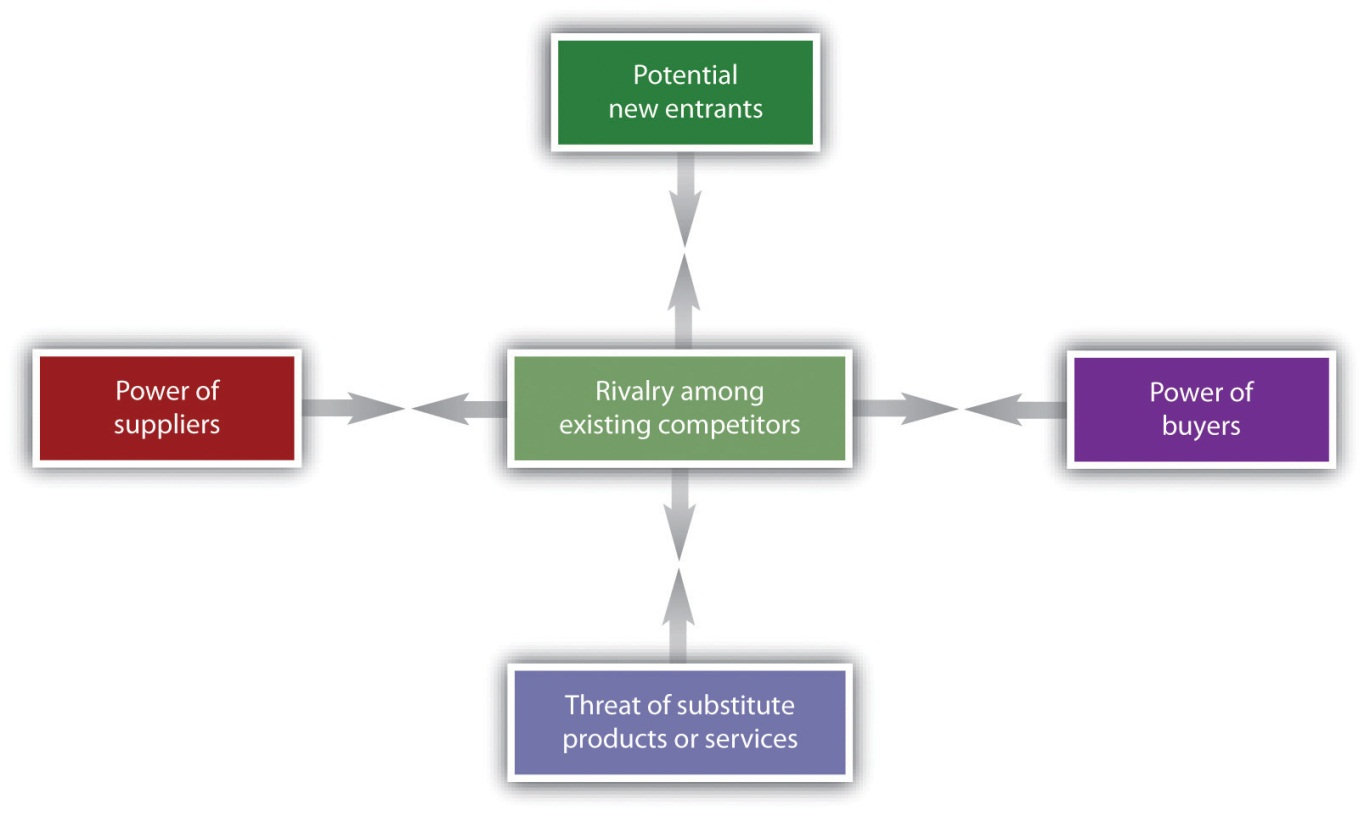 Potential
new entrants
Power of
suppliers
Rivalry among
existing competitors
Power of
buyers
Threat of substitute
products or services